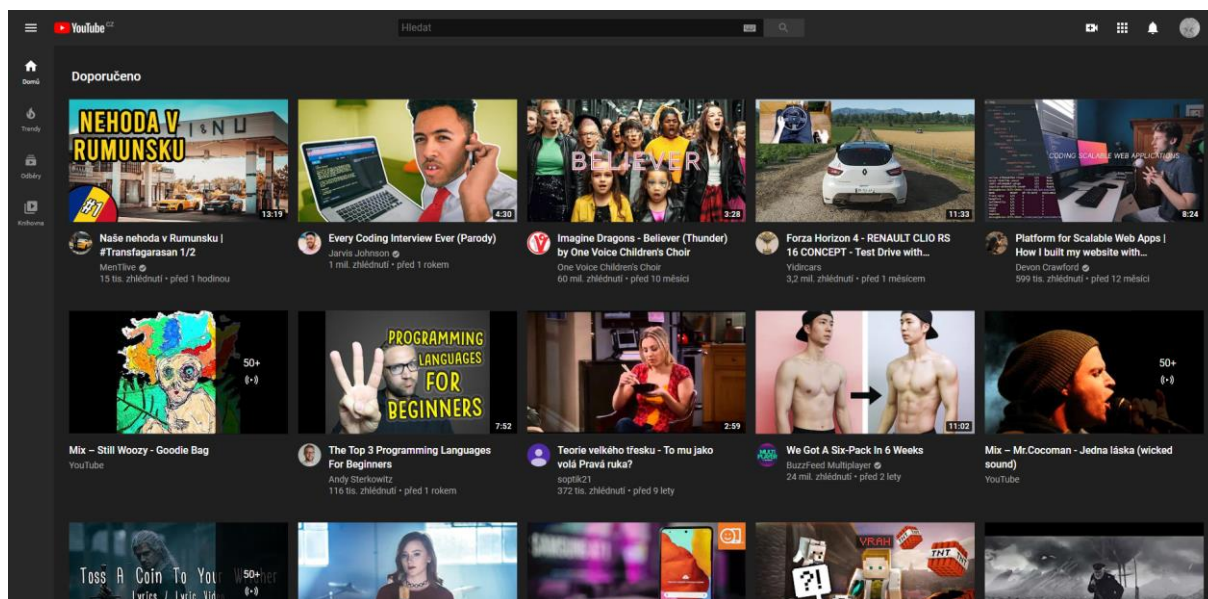 YouTube CZ
Hledat
Domů
Trendy
Odběry
Knihovna
Doporučeno
NEHODA V
RUMUNSKU
#1
13:19
Naše nehoda v Rumunsku |
#Transfagarasan 1/2
MenTlive
15 tis. zhlédnutí • před 1 hodinou
4:30
Every Coding Interview Ever (Parody)
Jarvis Johnson
1 mil. zhlédnutí • před 1 rokem
BELIEVER
3:28
Imagine Dragons - Believer (Thunder)
by One Voice Children's Choir
One Voice Children's Choir
60 mil. zhlédnutí • před 10 měsíci
11:33
Forza Horizon 4 - RENAULT CLIO RS
16 CONCEPT - Test Drive with...
Yidircars
3,2 mil. zhlédnutí • před 1 měsícem
CODING SCALABLE WEB APPLICATIONS
8:24
Platform for Scalable Web Apps |
How I built my website with...
Devon Crawford
599 tis. zhlédnutí • před 12 měsíci
50+
Mix – Still Woozy - Goodie Bag
YouTube
PROGRAMMING
LANGUAGES
FOR
BEGINNERS
7:52
The Top 3 Programming Languages
For Beginners
Andy Sterkowitz
116 tis. zhlédnutí • před 1 rokem
2:59
Teorie velkého třesku - To mu jako
volá Pravá ruka?
soptik21
372 tis. zhlédnutí • před 9 lety
11:02
MULTI
PLAYER
We Got A Six-Pack In 6 Weeks
BuzzFeed Multiplayer
24 mil. zhlédnutí • před 2 lety
50+
Mix – Mr.Cocoman - Jedna láska (wicked
sound)
YouTube
Toss A Coin To Your
Lyrics / Lyric Video
50+
SAMSUNG
?!
VRAH
TNT
TNT